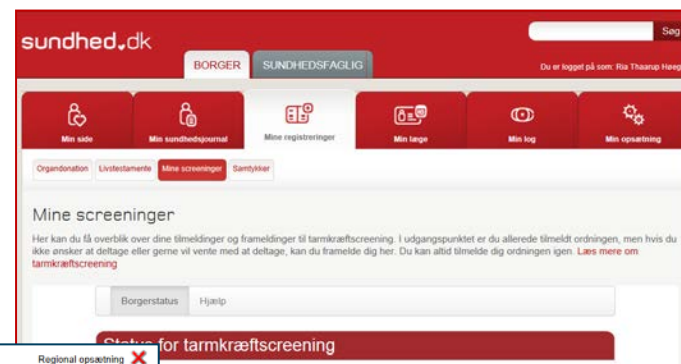 sundhed.dk
Søg
BORGER
SUNDHEDSFAGLIG
Du er logget på som: Ria Thaarup Høeg
Min side
Min sundhedsjournal
Mine registreringer
Min læge
Min log
Min opsætning
Organdonation
Livstestamente
Mine screeninger
Samtykker
Mine screeninger
Her kan du få overblik over dine tilmeldinger og frameldinger til tarmkræftscreening. I udgangspunktet er du allerede tilmeldt ordningen, men hvis du
ikke ønsker at deltage eller gerne vil vente med at deltage, kan du framelde dig her. Du kan altid tilmelde dig ordningen igen. Læs mere om
tarmkræftscreening
Borgerstatus
Hjælp
Status for tarmkræftscreening
Regional opsætning